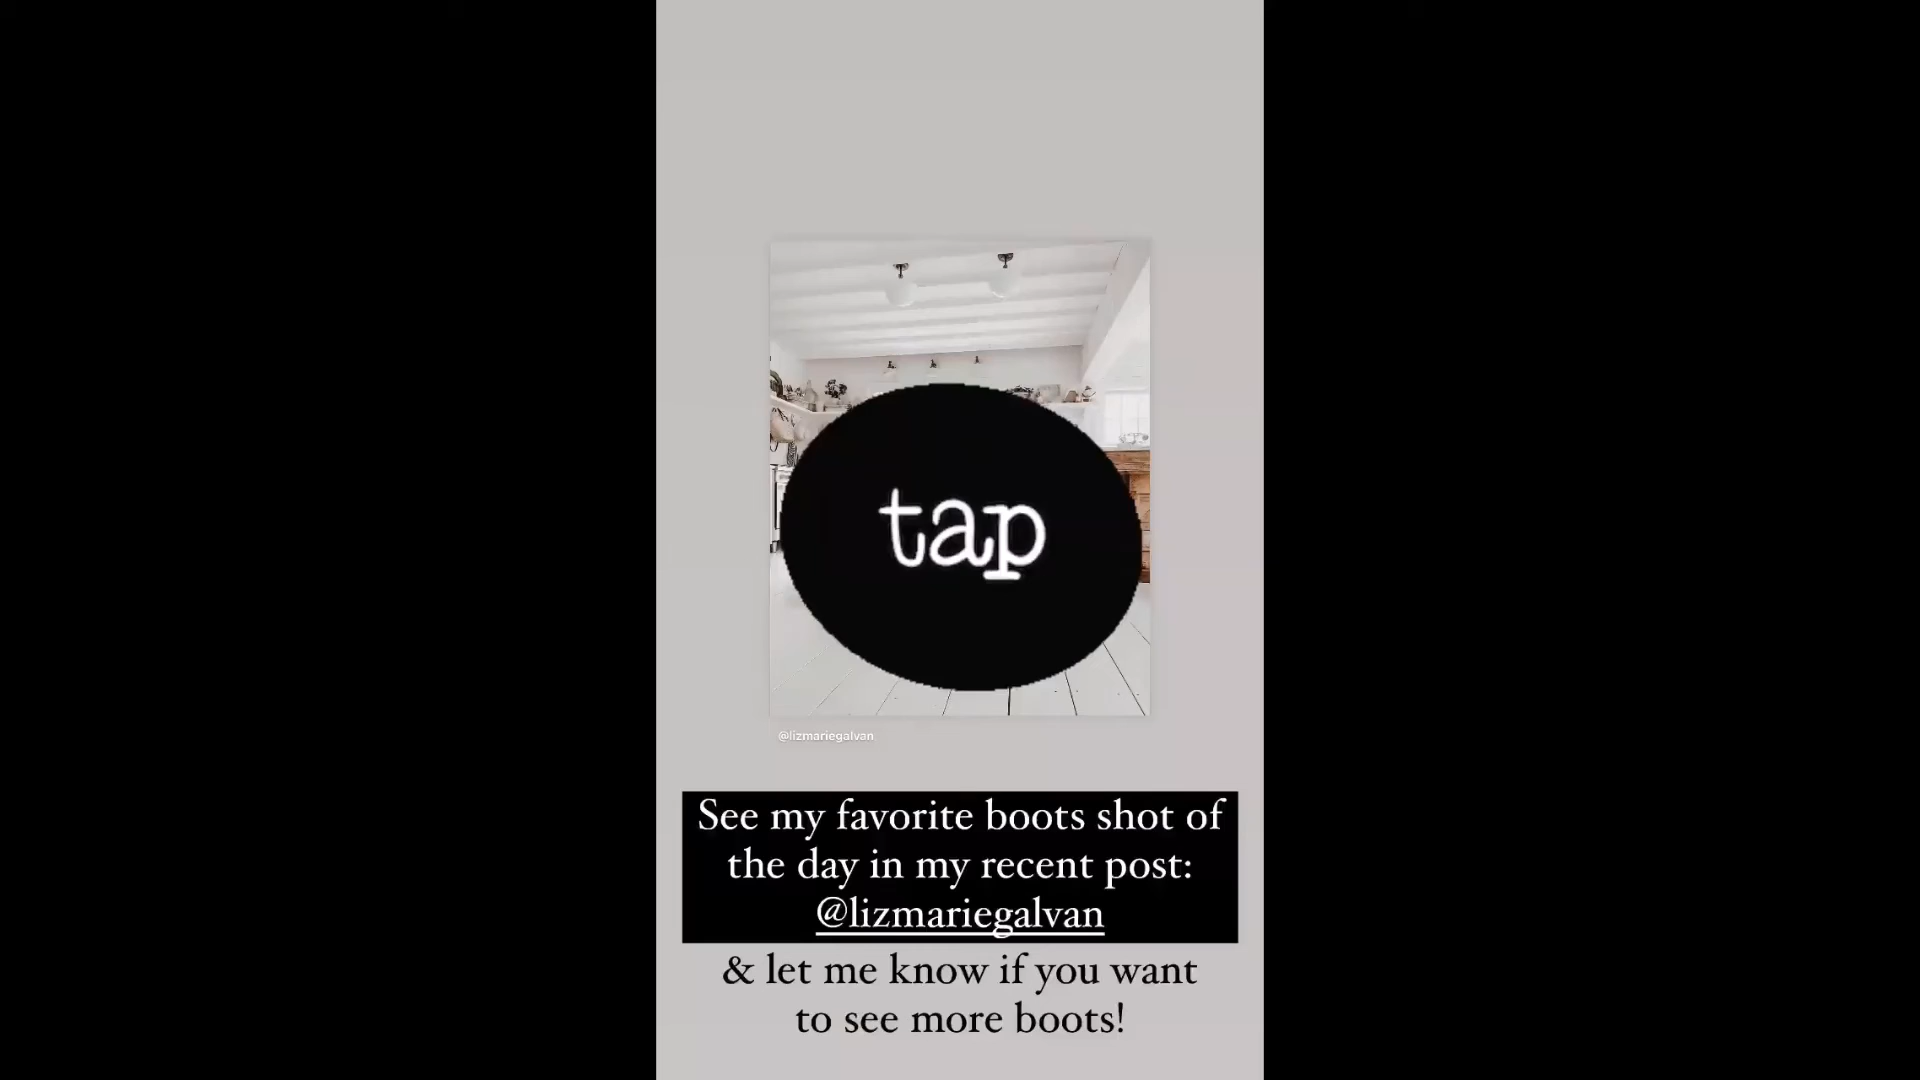 tap
@lizmariegalvan
See my favorite boots shot of
the day in my recent post:
@lizmariegalvan
& let me know if you want
to see more boots!